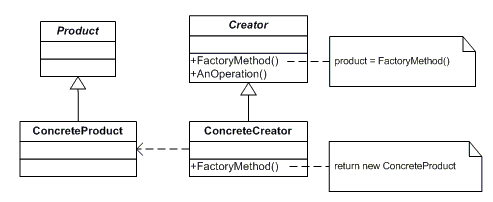 Product
Creator
+FactoryMethod()
+AnOperation()
product = FactoryMethod()
ConcreteProduct
ConcreteCreator
+FactoryMethod()
return new ConcreteProduct